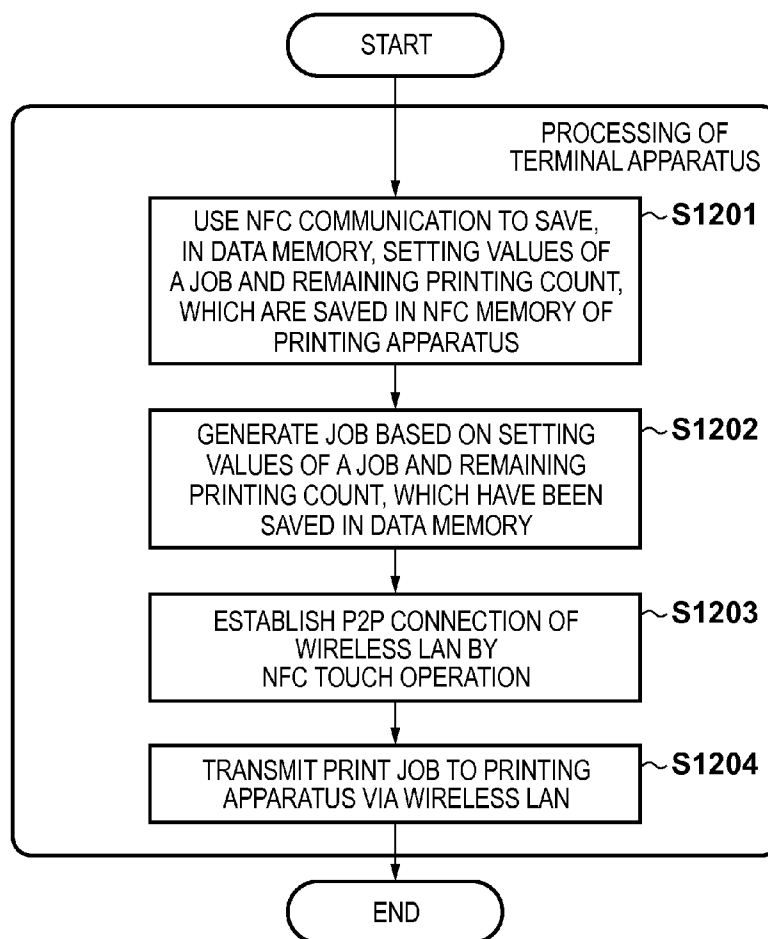 START
PROCESSING OF
TERMINAL APPARATUS
USE NFC COMMUNICATION TO SAVE,
IN DATA MEMORY, SETTING VALUES OF
A JOB AND REMAINING PRINTING COUNT,
WHICH ARE SAVED IN NFC MEMORY OF
PRINTING APPARATUS
S1201
GENERATE JOB BASED ON SETTING
VALUES OF A JOB AND REMAINING
PRINTING COUNT, WHICH HAVE BEEN
SAVED IN DATA MEMORY
S1202
ESTABLISH P2P CONNECTION OF
WIRELESS LAN BY
NFC TOUCH OPERATION
S1203
TRANSMIT PRINT JOB TO PRINTING
APPARATUS VIA WIRELESS LAN
S1204
END